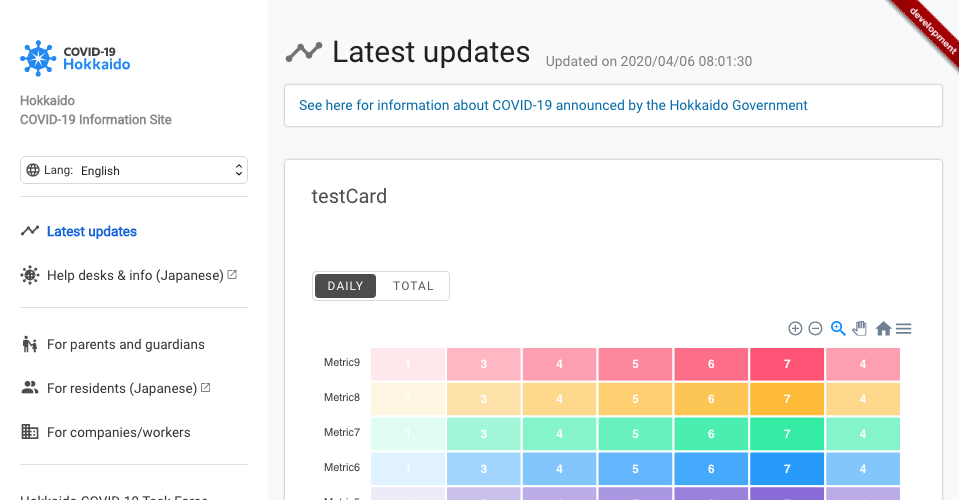 development
COVID-19
Hokkaido
Hokkaido
COVID-19 Information Site
Lang: English
Latest updates
Help desks & info (Japanese)
For parents and guardians
For residents (Japanese)
For companies/workers
Hokkaido COVID-19 Task Force
Latest updates Updated on 2020/04/06 08:01:30
See here for information about COVID-19 announced by the Hokkaido Government
testCard
DAILY TOTAL
Metric9 1 3 4 5 6 7 4
Metric8 1 3 4 5 6 7 4
Metric7 1 3 4 5 6 7 4
Metric6 1 3 4 5 6 7 4